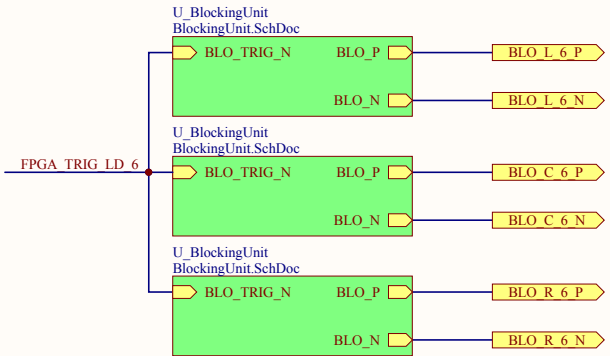 U_BlockingUnit
BlockingUnit.SchDoc
BLO_TRIG_N BLO_P BLO_L_6_P
BLO_N BLO_L_6_N
U_BlockingUnit
BlockingUnit.SchDoc
FPGA_TRIG_LD_6 BLO_TRIG_N BLO_P BLO_C_6_P
BLO_N BLO_C_6_N
U_BlockingUnit
BlockingUnit.SchDoc
BLO_TRIG_N BLO_P BLO_R_6_P
BLO_N BLO_R_6_N